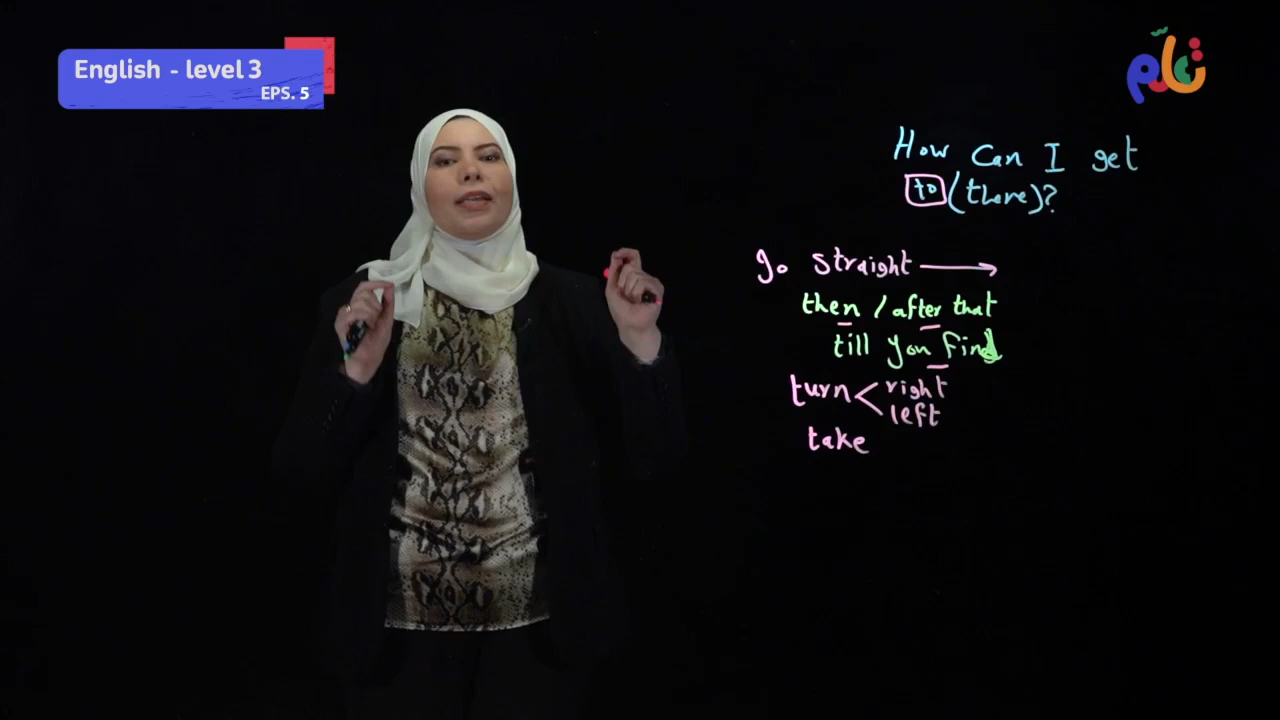 English - level 3
EPS. 5
نتعلم
How can I get
to (there)?
go straight
then / after that
till you find
turn < right
left
take